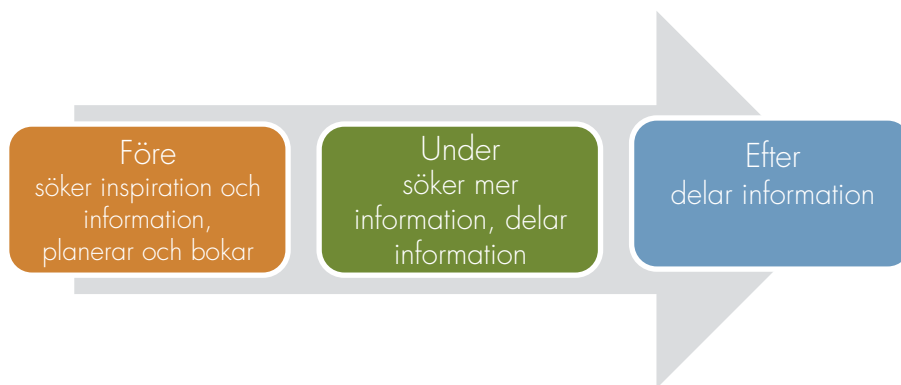 Före
söker inspiration och
information,
planerar och bokar
Under
söker mer
information, delar
information
Efter
delar information